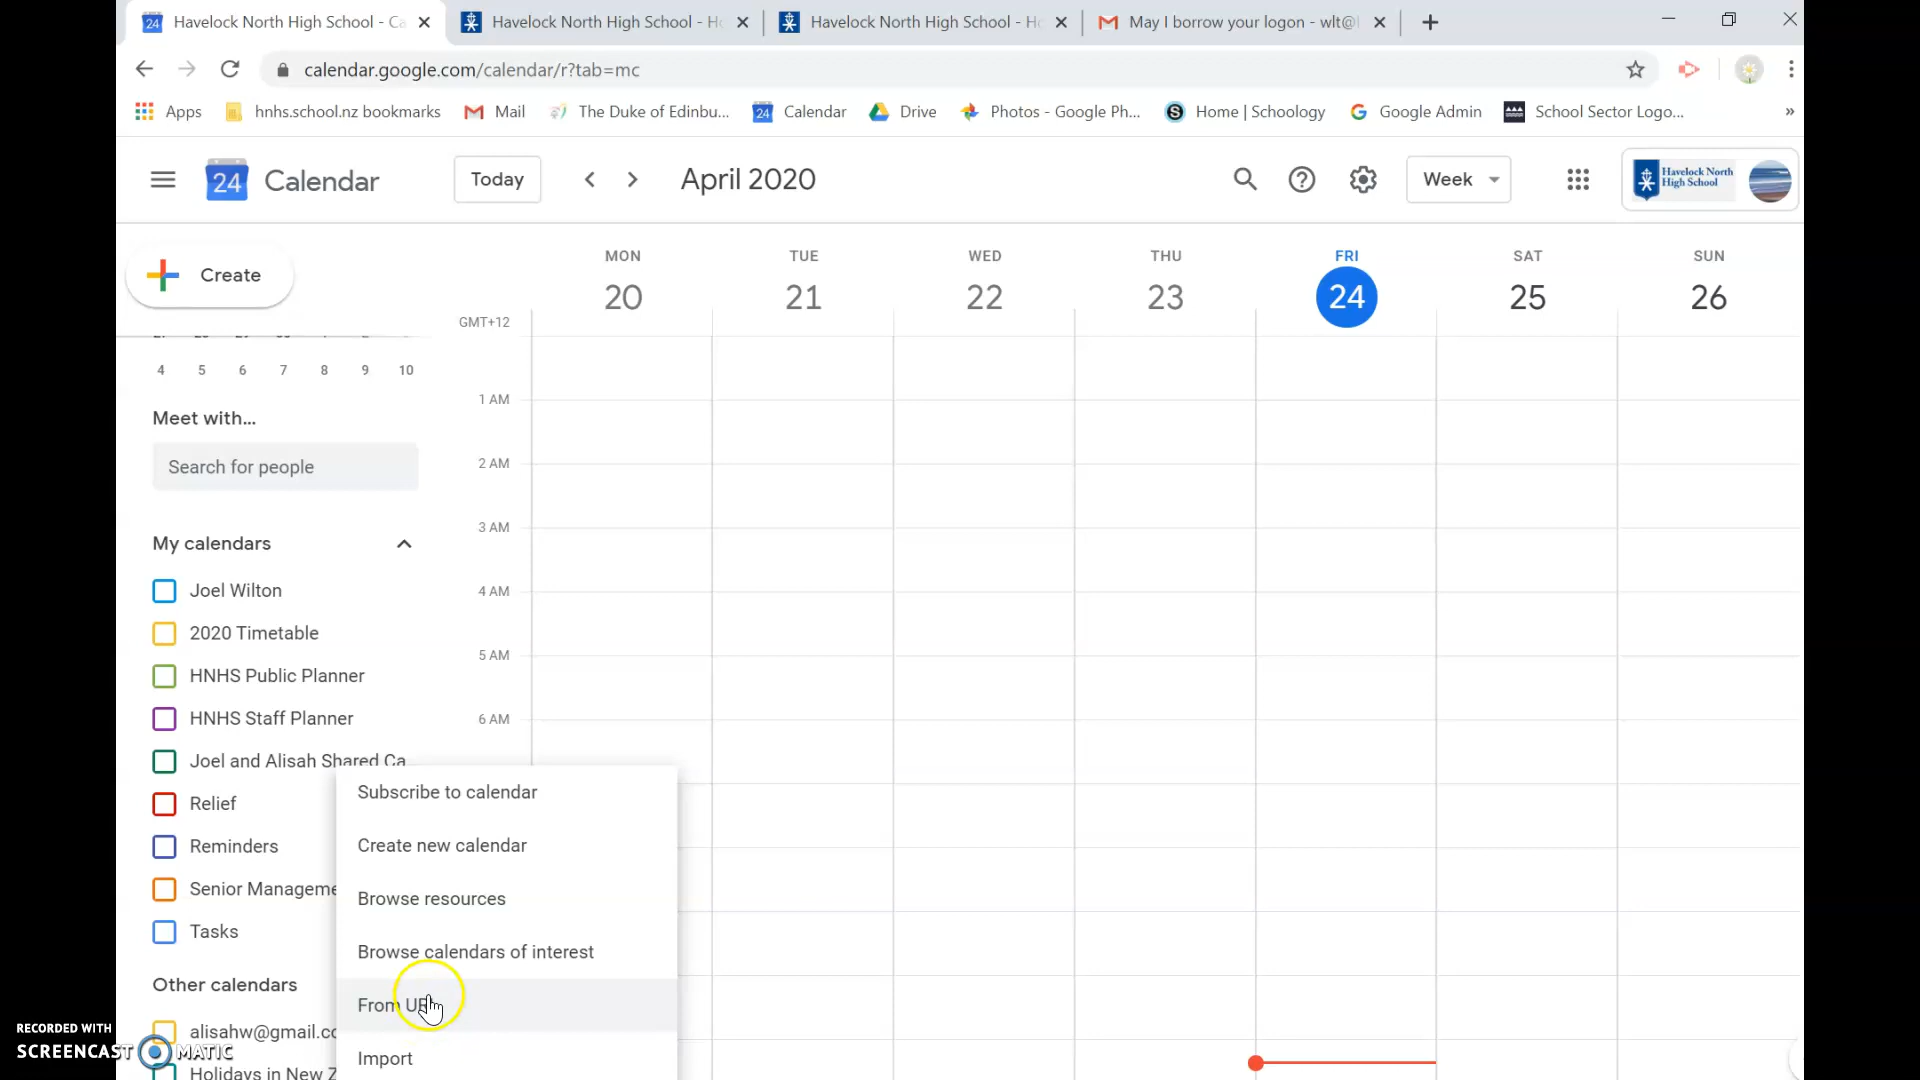 24 Havelock North High School - Ca
Havelock North High School - Ho
Havelock North High School - Ho
May I borrow your logon - wlt@
calendar.google.com/calendar/r?tab=mc
Apps hnhs.school.nz bookmarks Mail The Duke of Edinbu... 24 Calendar Drive Photos - Google Ph... S Home | Schoology G Google Admin School Sector Logo... »
24 Calendar Today April 2020 Week Havelock North High School
Create
MON TUE WED THU FRI SAT SUN
20 21 22 23 24 25 26
GMT+12
4 5 6 7 8 9 10
1 AM
Meet with...
2 AM
Search for people
3 AM
My calendars
4 AM
Joel Wilton
2020 Timetable
5 AM
HNHS Public Planner
HNHS Staff Planner
6 AM
Joel and Alisah Shared Ca...
Subscribe to calendar
Relief
Create new calendar
Reminders
Senior Manageme
Browse resources
Tasks
Browse calendars of interest
Other calendars
From
alisahw@gmail.co
Import
Holidays in New Z
RECORDED WITH
SCREENCAST MATIC